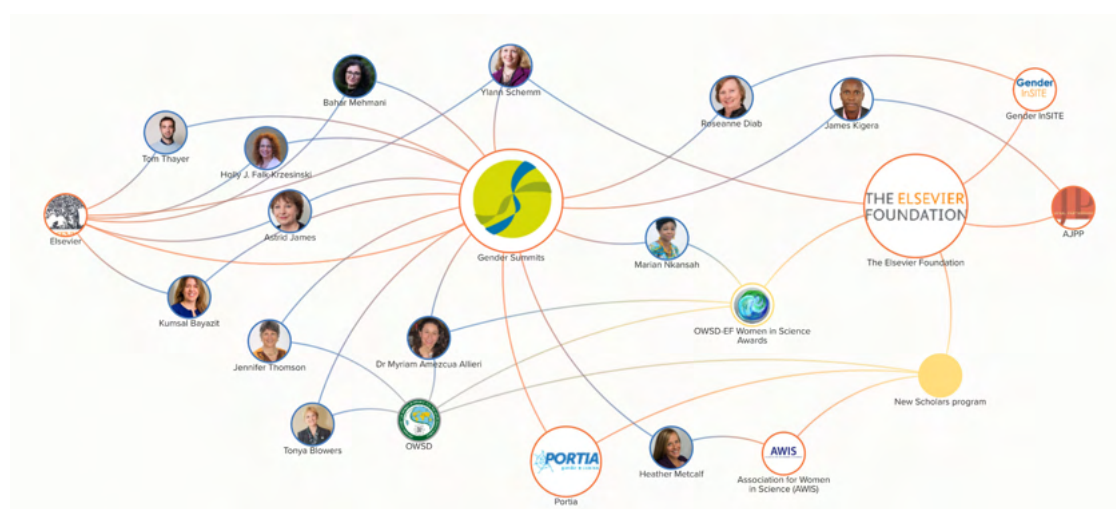 Bahar Mehmani
Ylann Schemm
Roseanne Diab
James Kigera
Gender
InSITE
Gender InSITE
Tom Thayer
Holly J. Falk-Krzesinski
Elsevier
Astrid James
Gender Summits
Marian Nkansah
THE ELSEVIER
FOUNDATION
The Elsevier Foundation
AJPP
Kumsal Bayazit
OWSD-EF Women in Science
Awards
Jennifer Thomson
Dr Myriam Amezcua Allieri
New Scholars program
Tonya Blowers
OWSD
PORTIA
Portia
Heather Metcalf
AWIS
Association for Women
in Science (AWIS)